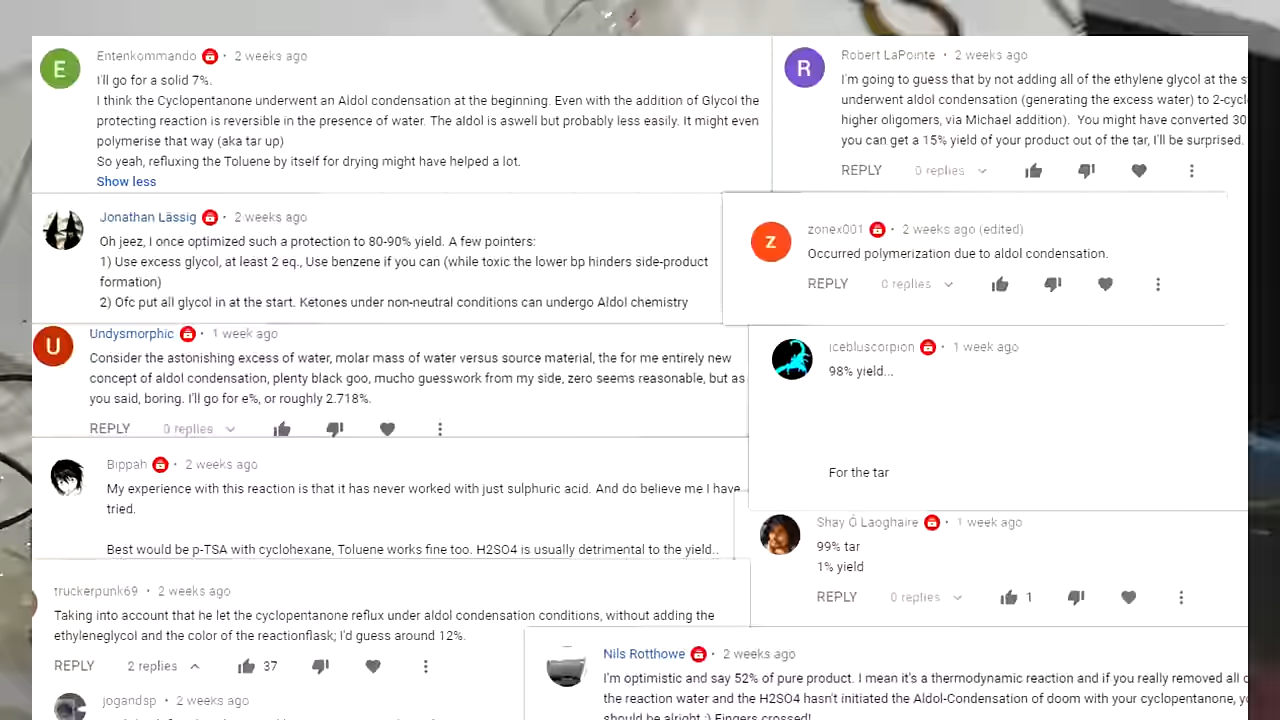 Entenkommando • 2 weeks ago
I'll go for a solid 7%.
I think the Cyclopentanone underwent an Aldol condensation at the beginning. Even with the addition of Glycol the
protecting reaction is reversible in the presence of water. The aldol is aswell but probably less easily. It might even
polymerise that way (aka tar up)
So yeah, refluxing the Toluene by itself for drying might have helped a lot.
Show less
R
Robert LaPointe • 2 weeks ago
I'm going to guess that by not adding all of the ethylene glycol at the s
underwent aldol condensation (generating the excess water) to 2-cycl
higher oligomers, via Michael addition). You might have converted 30
you can get a 15% yield of your product out of the tar, I'll be surprised.
REPLY 0 replies
E
Jonathan Lässig • 2 weeks ago
Oh jeez, I once optimized such a protection to 80-90% yield. A few pointers:
1) Use excess glycol, at least 2 eq., Use benzene if you can (while toxic the lower bp hinders side-product
formation)
2) Ofc put all glycol in at the start. Ketones under non-neutral conditions can undergo Aldol chemistry
z
zonex001 • 2 weeks ago (edited)
Occurred polymerization due to aldol condensation.
REPLY 0 replies
U
Undysmorphic • 1 week ago
Consider the astonishing excess of water, molar mass of water versus source material, the for me entirely new
concept of aldol condensation, plenty black goo, mucho guesswork from my side, zero seems reasonable, but as
you said, boring. I'll go for e%, or roughly 2.718%.
REPLY 0 replies
icebluscorpion • 1 week ago
98% yield...
For the tar
Bippah • 2 weeks ago
My experience with this reaction is that it has never worked with just sulphuric acid. And do believe me I have
tried.
Best would be p-TSA with cyclohexane, Toluene works fine too. H2SO4 is usually detrimental to the yield..
Shay Ó Laoghaire • 1 week ago
99% tar
1% yield
REPLY 0 replies 1
truckerpunk69 • 2 weeks ago
Taking into account that he let the cyclopentanone reflux under aldol condensation conditions, without adding the
ethyleneglycol and the color of the reactionflask; I'd guess around 12%.
REPLY 2 replies 37
jogandsp • 2 weeks ago
Nils Rotthowe • 2 weeks ago
I'm optimistic and say 52% of pure product. I mean it's a thermodynamic reaction and if you really removed all
the reaction water and the H2SO4 hasn't initiated the Aldol-Condensation of doom with your cyclopentanone,
should be alright :) Fingers crossed!